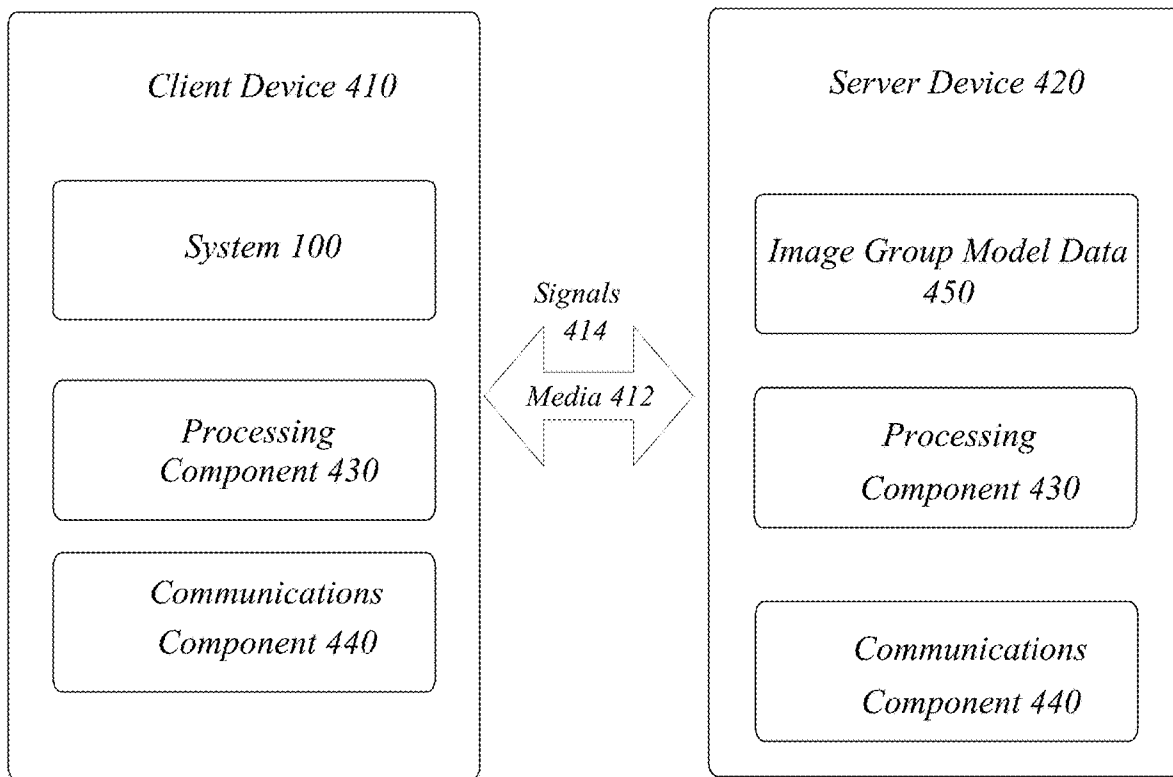 Client Device 410
System 100
Processing
Component 430
Communications
Component 440
Signals
414
Media 412
Server Device 420
Image Group Model Data
450
Processing
Component 430
Communications
Component 440